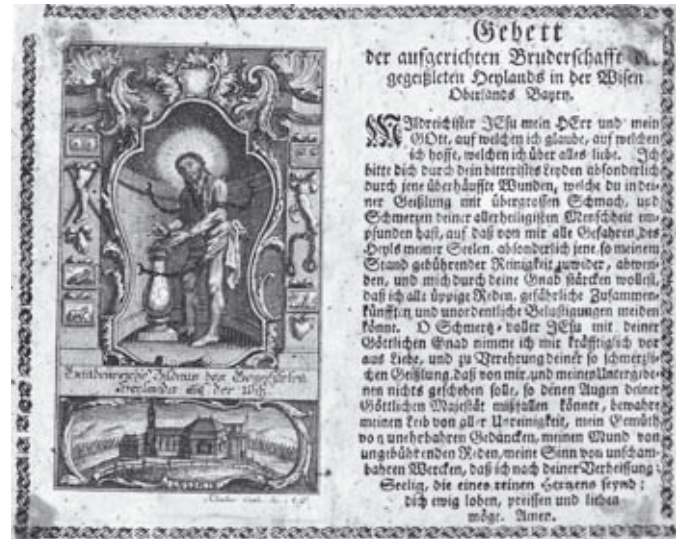 Gebett
der aufgerichten Bruderschafft
gegeißleten Heylands in der Wisen
Oberlands Bayrn.
MIldreichister JEsu mein HErr und mein
GOtt, auf welchen ich glaube, auf welchen
ich hoffe, welchen ich über alles liebe. Ich
bitte dich durch dein bitteristes Leyden absonderlich
durch jene überhäuffte Wunden, welche du in dei-
ner Geißlung mit übergrossen Schmach, und
Schmertzen deiner allerheiligisten Menschheit em-
pfunden hast, auf daß von mir alle Gefahren des
Heyls meiner Seelen, absonderlich jene, so meinem
Stand gebührender Reinigkeit zuwider, abwen-
den, und mich durch deine Gnad stärcken wollest,
daß ich alle üppige Reden, gefährliche Zusammen-
künfften, und unordentliche Belustigungen meiden
könne. O Schmertz-voller JEsu mit deiner
Göttlichen Gnad nimme ich mir kräfftiglich vor
aus Liebe, und zu Verehrung deiner so schmertzli-
chen Geißlung, daß von mir, und meinen Untergebe-
nen nichts geschehen solle, so denen Augen deiner
Göttlichen Majestät mißfallen könnte, bewahre
meinen Leib von aller Unreinigkeit, mein Gemüth
von unehrbahren Gedancken, meinen Mund von
ungebührenden Reden, meine Sinn von unscham-
bahren Wercken, daß ich nach deiner Verheissung:
Seelig, die eines reinen Hertzens seynd:
dich ewig loben, preissen und lieben
möge. Amen.
Heylandes auf der Wiß